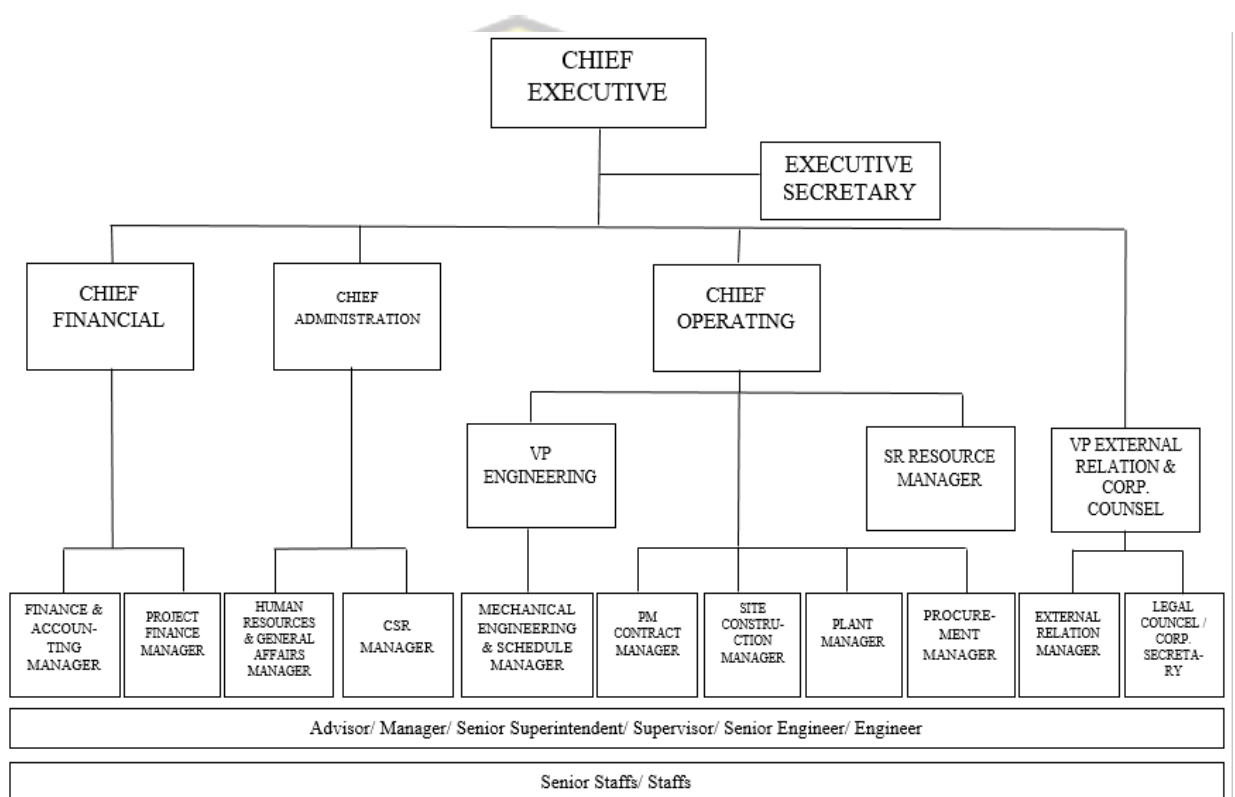 CHIEF
EXECUTIVE
EXECUTIVE
SECRETARY
CHIEF
FINANCIAL
CHIEF
ADMINISTRATION
CHIEF
OPERATING
VP
ENGINEERING
SR RESOURCE
MANAGER
VP EXTERNAL
RELATION &
CORP.
COUNSEL
FINANCE &
ACCOUN-
TING
MANAGER
PROJECT
FINANCE
MANAGER
HUMAN
RESOURCES
& GENERAL
AFFAIRS
MANAGER
CSR
MANAGER
MECHANICAL
ENGINEERING
& SCHEDULE
MANAGER
PM
CONTRACT
MANAGER
SITE
CONSTRU-
CTION
MANAGER
PLANT
MANAGER
PROCURE-
MENT
MANAGER
EXTERNAL
RELATION
MANAGER
LEGAL
COUNCEL /
CORP.
SECRETA-
RY
Advisor/ Manager/ Senior Superintendent/ Supervisor/ Senior Engineer/ Engineer
Senior Staffs/ Staffs